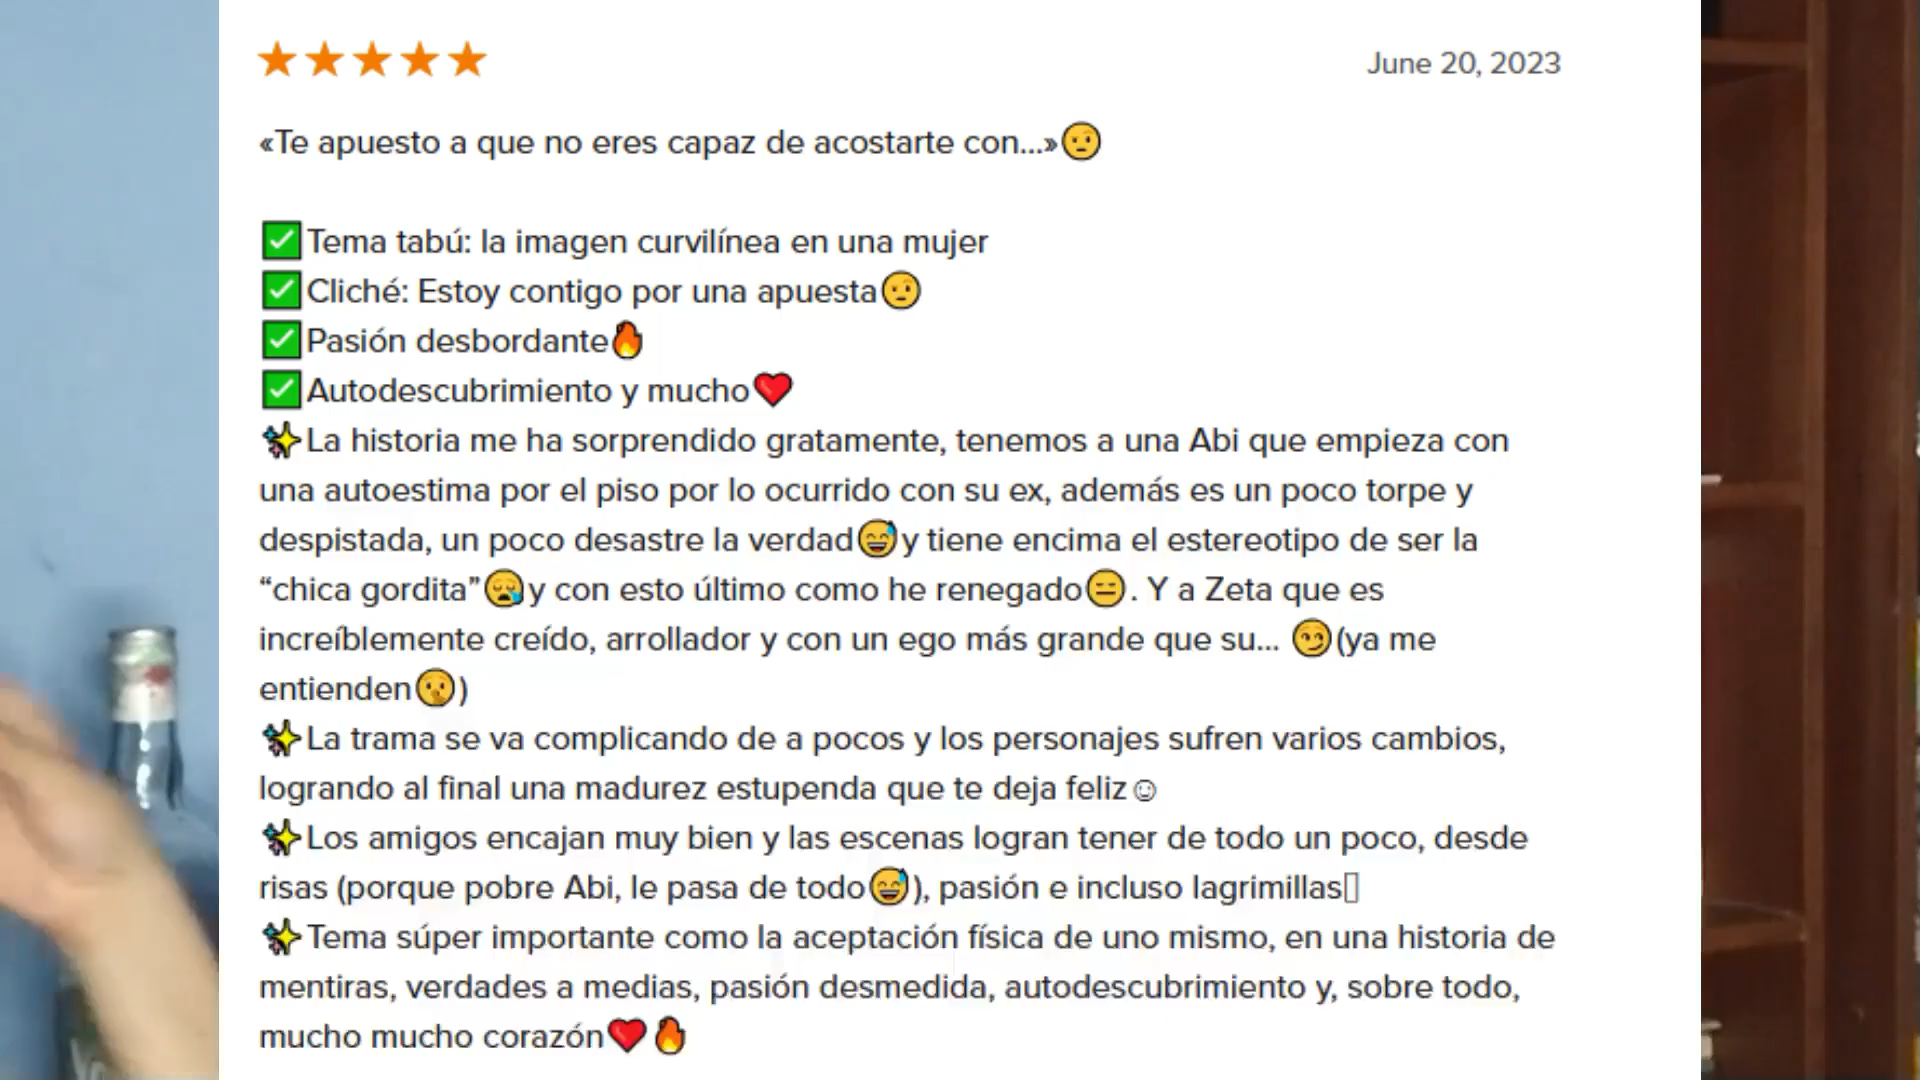 June 20, 2023
«Te apuesto a que no eres capaz de acostarte con...»🤨
✅Tema tabú: la imagen curvilínea en una mujer
✅Cliché: Estoy contigo por una apuesta🤨
✅Pasión desbordante🔥
✅Autodescubrimiento y mucho❤️
✨La historia me ha sorprendido gratamente, tenemos a una Abi que empieza con
una autoestima por el piso por lo ocurrido con su ex, además es un poco torpe y
despistada, un poco desastre la verdad😅y tiene encima el estereotipo de ser la
“chica gordita”😪y con esto último como he renegado😑. Y a Zeta que es
increíblemente creído, arrollador y con un ego más grande que su... 😏(ya me
entienden🤫)
✨La trama se va complicando de a pocos y los personajes sufren varios cambios,
logrando al final una madurez estupenda que te deja feliz☺
✨Los amigos encajan muy bien y las escenas logran tener de todo un poco, desde
risas (porque pobre Abi, le pasa de todo😅), pasión e incluso lagrimillas
✨Tema súper importante como la aceptación física de uno mismo, en una historia de
mentiras, verdades a medias, pasión desmedida, autodescubrimiento y, sobre todo,
mucho mucho corazón❤️🔥